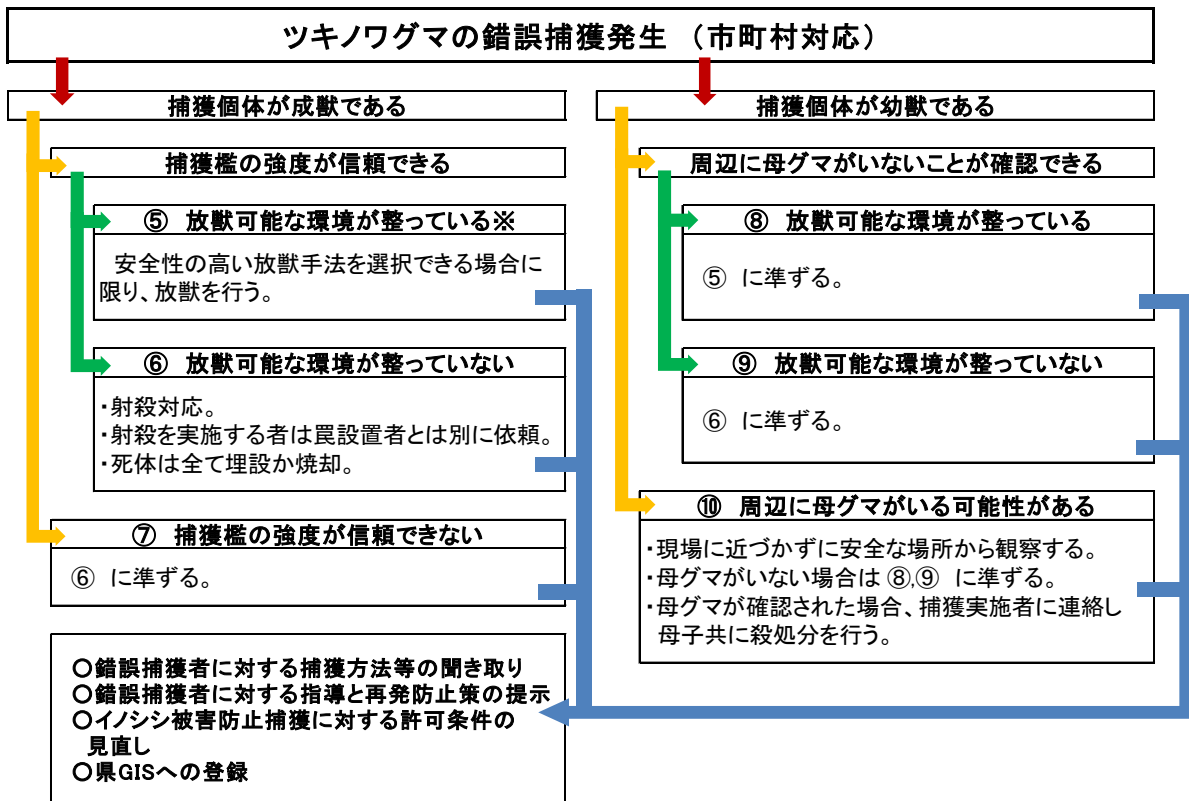 ツキノワグマの錯誤捕獲発生 （市町村対応）
捕獲個体が成獣である
捕獲檻の強度が信頼できる
⑤ 放獣可能な環境が整っている※
安全性の高い放獣手法を選択できる場合に
限り、放獣を行う。
⑥ 放獣可能な環境が整っていない
・射殺対応。
・射殺を実施する者は罠設置者とは別に依頼。
・死体は全て埋設か焼却。
⑦ 捕獲檻の強度が信頼できない
⑥ に準ずる。
捕獲個体が幼獣である
周辺に母グマがいないことが確認できる
⑧ 放獣可能な環境が整っている
⑤ に準ずる。
⑨ 放獣可能な環境が整っていない
⑥ に準ずる。
⑩ 周辺に母グマがいる可能性がある
・現場に近づかずに安全な場所から観察する。
・母グマがいない場合は ⑧,⑨ に準ずる。
・母グマが確認された場合、捕獲実施者に連絡し
母子共に殺処分を行う。
〇錯誤捕獲者に対する捕獲方法等の聞き取り
〇錯誤捕獲者に対する指導と再発防止策の提示
〇イノシシ被害防止捕獲に対する許可条件の
見直し
〇県GISへの登録